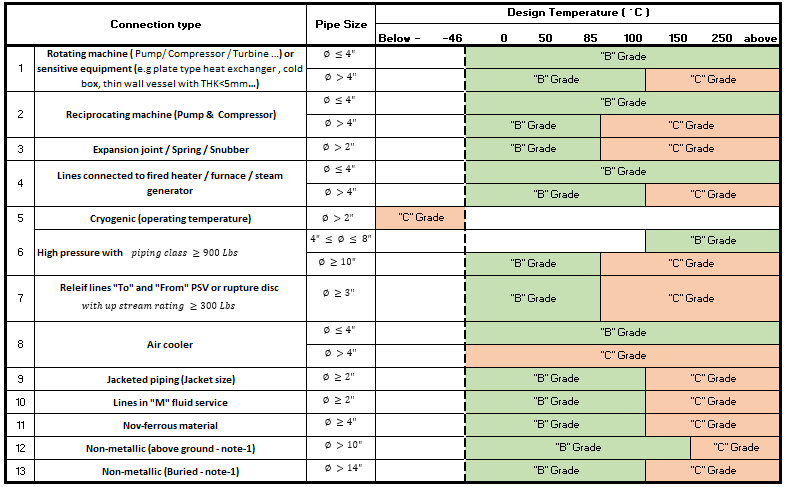 Connection type Pipe Size Design Temperature ( ˚C )
Below - -46 0 50 85 100 150 250 above
1 Rotating machine ( Pump/ Compressor / Turbine ...) or
sensitive equipment (e.g plate type heat exchanger , cold
box, thin wall vessel with THK<5mm...)
ø ≤ 4" "B" Grade
ø > 4" "B" Grade "C" Grade
2 Reciprocating machine (Pump & Compressor)
ø ≤ 4" "B" Grade
ø > 4" "B" Grade "C" Grade
3 Expansion joint / Spring / Snubber ø > 2" "B" Grade "C" Grade
4 Lines connected to fired heater / furnace / steam
generator
ø ≤ 4" "B" Grade
ø > 4" "B" Grade "C" Grade
5 Cryogenic (operating temperature) ø > 2" "C" Grade
6 High pressure with piping class ≥ 900 Lbs
4" ≤ ø ≤ 8" "B" Grade
ø ≥ 10" "B" Grade "C" Grade
7 Releif lines "To" and "From" PSV or rupture disc
with up stream rating ≥ 300 Lbs
ø ≥ 3" "B" Grade "C" Grade
8 Air cooler
ø ≤ 4" "B" Grade
ø > 4" "C" Grade
9 Jacketed piping (Jacket size) ø ≥ 2" "B" Grade "C" Grade
10 Lines in "M" fluid service ø ≥ 2" "B" Grade "C" Grade
11 Nov-ferrous material ø ≥ 4" "B" Grade "C" Grade
12 Non-metallic (above ground - note-1) ø > 10" "B" Grade "C" Grade
13 Non-metallic (Buried - note-1) ø > 14" "B" Grade "C" Grade